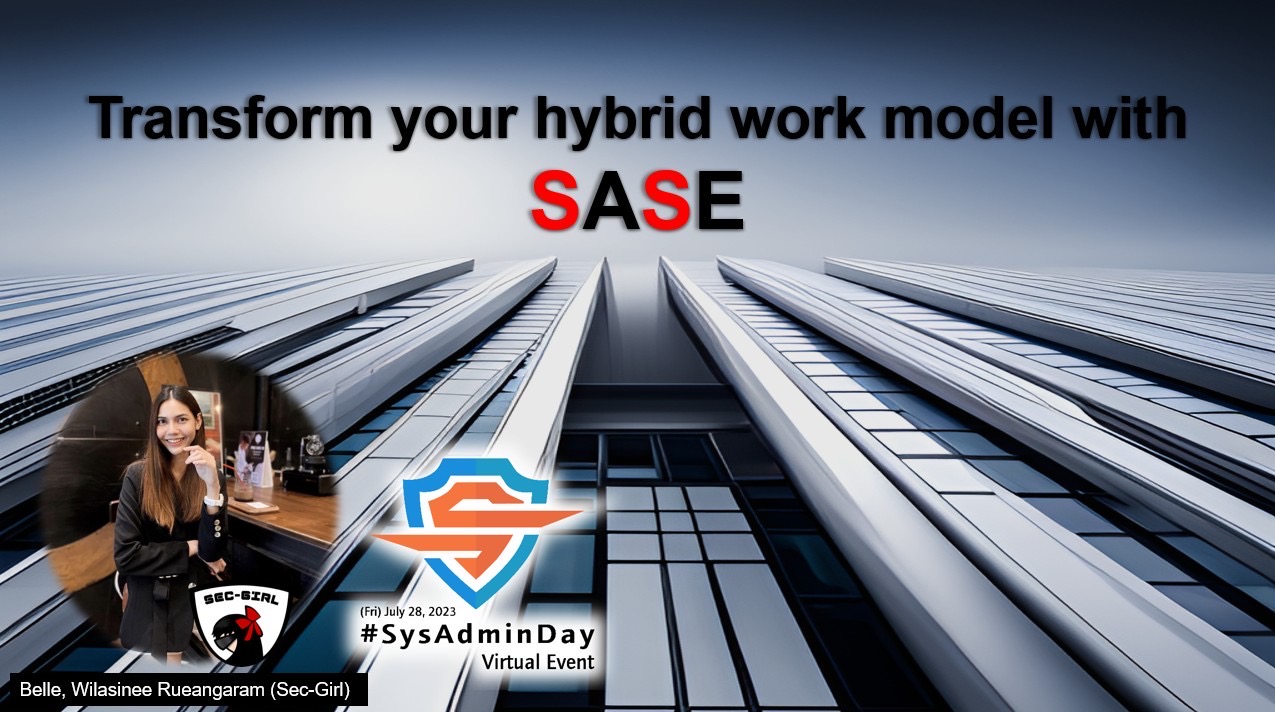 Transform your hybrid work model with
SASE
SEC-GIRL
(Fri) July 28, 2023
#SysAdminDay
Virtual Event
Belle, Wilasinee Rueangaram (Sec-Girl)